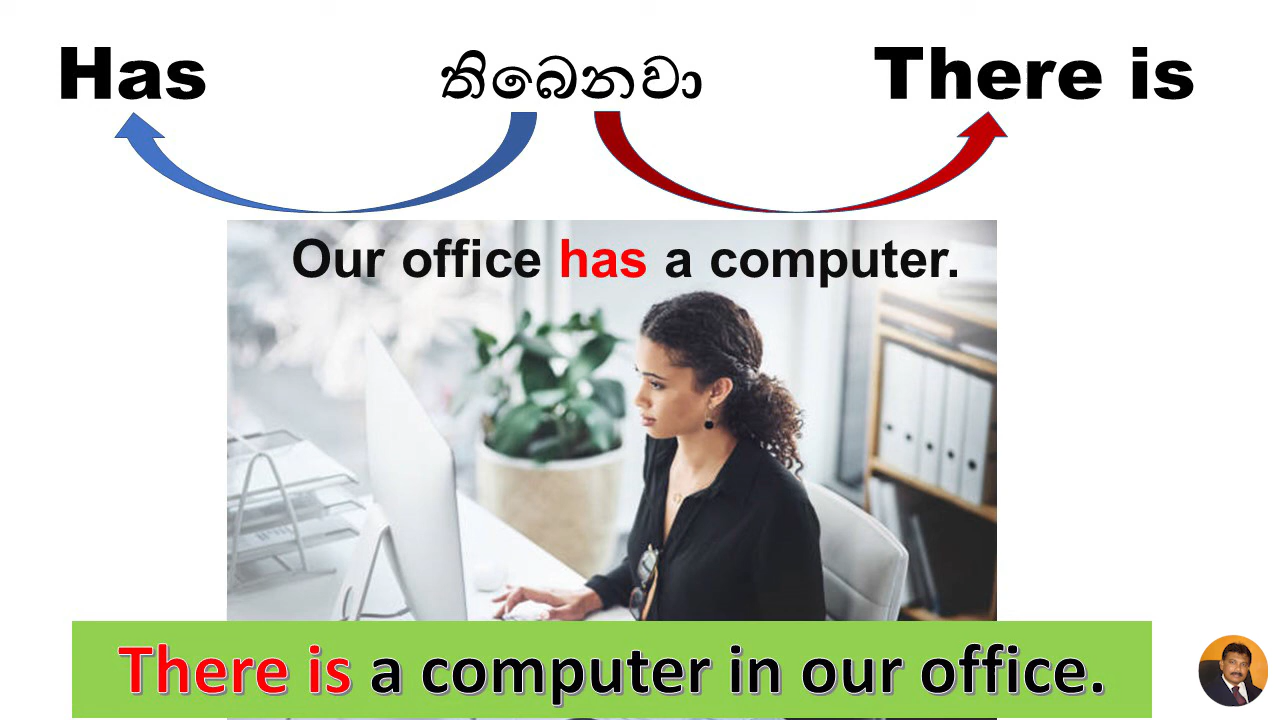 Has තිබෙනවා There is
Our office has a computer.
There is a computer in our office.